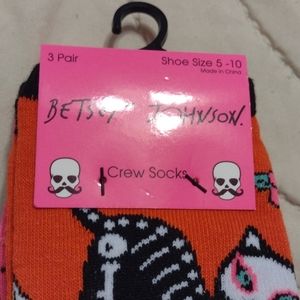 3 Pair
Shoe Size 5 -10
Made in China
BETSEY JOHNSON.
Crew Socks